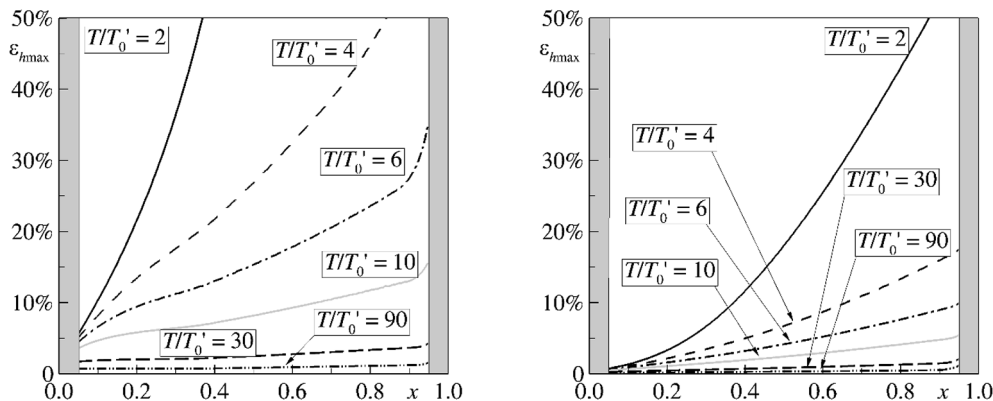 50%
ε_hmax
40%
30%
20%
10%
0
0.0 0.2 0.4 0.6 0.8 x 1.0
T/T₀' = 2
T/T₀' = 4
T/T₀' = 6
T/T₀' = 10
T/T₀' = 90
T/T₀' = 30
50%
ε_hmax
40%
30%
20%
10%
0
0.0 0.2 0.4 0.6 0.8 x 1.0
T/T₀' = 2
T/T₀' = 4
T/T₀' = 30
T/T₀' = 6
T/T₀' = 90
T/T₀' = 10